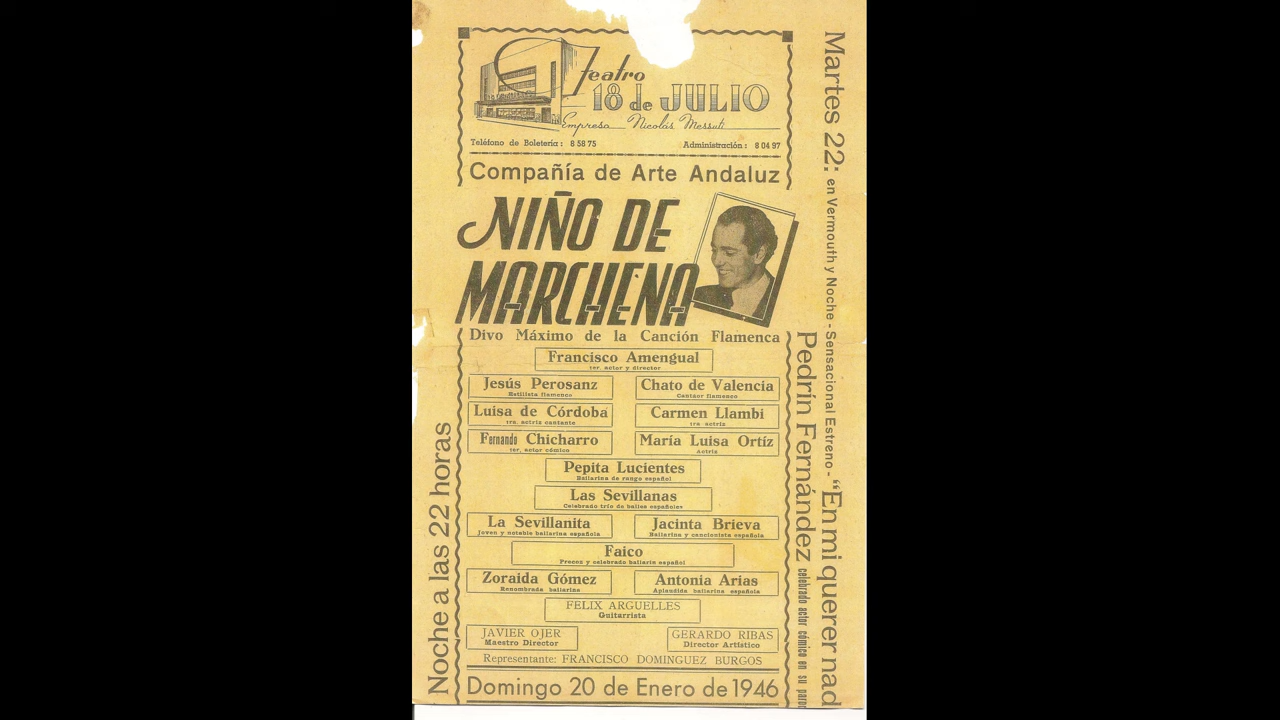 Teatro
18 de JULIO
Empresa Nicolás Messuti
Teléfono de Boletería: 8 58 75 Administración: 8 04 97
Compañía de Arte Andaluz
NIÑO DE
MARCHENA
Divo Máximo de la Canción Flamenca
Francisco Amengual
1er. actor y director
Jesús Perosanz Chato de Valencia
Estilista flamenco Cantaor flamenco
Luisa de Córdoba Carmen Llambi
1ra. actriz cantante 1ra. actriz
Fernando Chicharro María Luisa Ortíz
1er. actor cómico Actriz
Pepita Lucientes
Bailarina de rango español
Las Sevillanas
Celebrado trío de bailes españoles
La Sevillanita Jacinta Brieva
Joven y notable bailarina española Bailarina y cancionista española
Faico
Precoz y celebrado bailarín español
Zoraida Gómez Antonia Arias
Renombrada bailarina Aplaudida bailarina española
FELIX ARGUELLES
Guitarrista
JAVIER OJER GERARDO RIBAS
Maestro Director Director Artístico
Representante: FRANCISCO DOMINGUEZ BURGOS
Domingo 20 de Enero de 1946
Noche a las 22 horas
Martes 22: en Vermouth y Noche - Sensacional Estreno - "En mi querer nad
Pedrín Fernández celebrado actor cómico en su